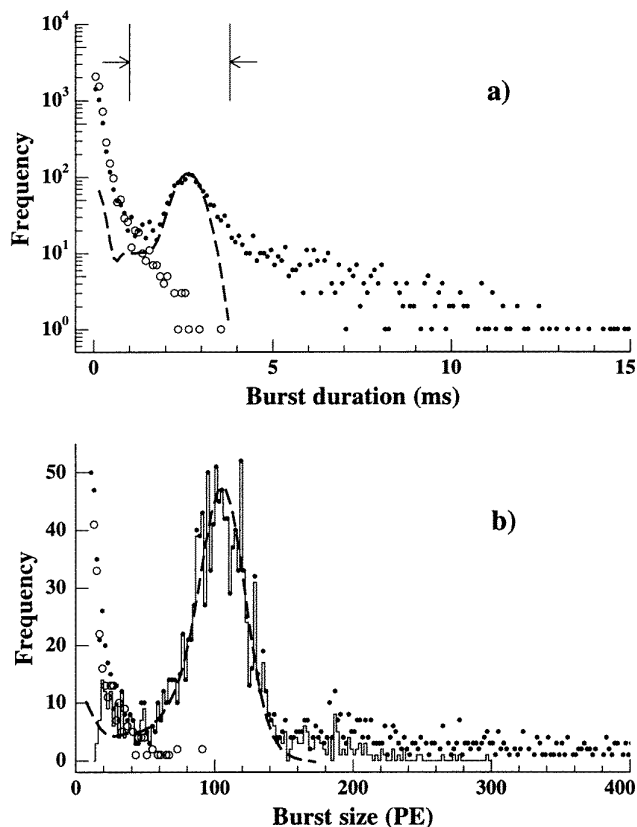 10⁴
10³
10²
10¹
10⁰
Frequency
a)
0 5 10 15
Burst duration (ms)
50
40
30
20
10
0
Frequency
b)
0 100 200 300 400
Burst size (PE)